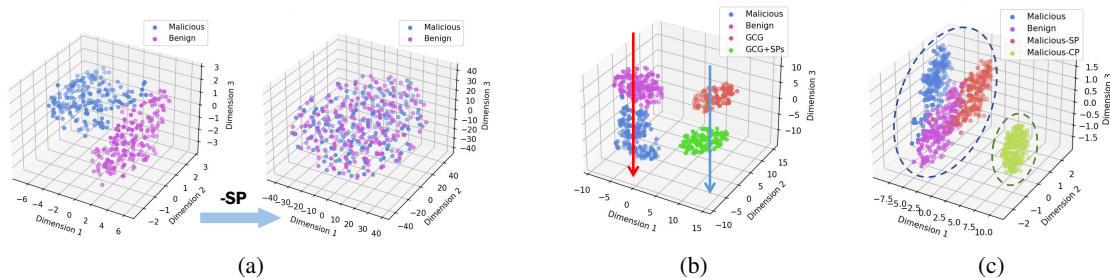 Malicious
Benign
3
2
1
0
−1
−2
−3
Dimension 3
−6 −4 −2 0 2 4 6
Dimension 1
−2 −1 0 1 2 3
Dimension 2
-SP
Malicious
Benign
40
30
20
10
0
−10
−20
−30
−40
Dimension 3
−40 −30 −20 −10 0 10 20 30 40
Dimension 1
−40 −20 0 20 40
Dimension 2
(a)
Malicious
Benign
GCG
GCG+SPs
10
5
0
−5
−10
Dimension 3
−10 −5 0 5 10 15
Dimension 1
−10 −5 0 5 10 15
Dimension 2
(b)
Malicious
Benign
Malicious-SP
Malicious-CP
1.5
1.0
0.5
0.0
−0.5
−1.0
−1.5
Dimension 3
−7.5 −5.0 −2.5 0.0 2.5 5.0 7.5 10.0
Dimension 1
−2 −1 0 1 2
Dimension 2
(c)